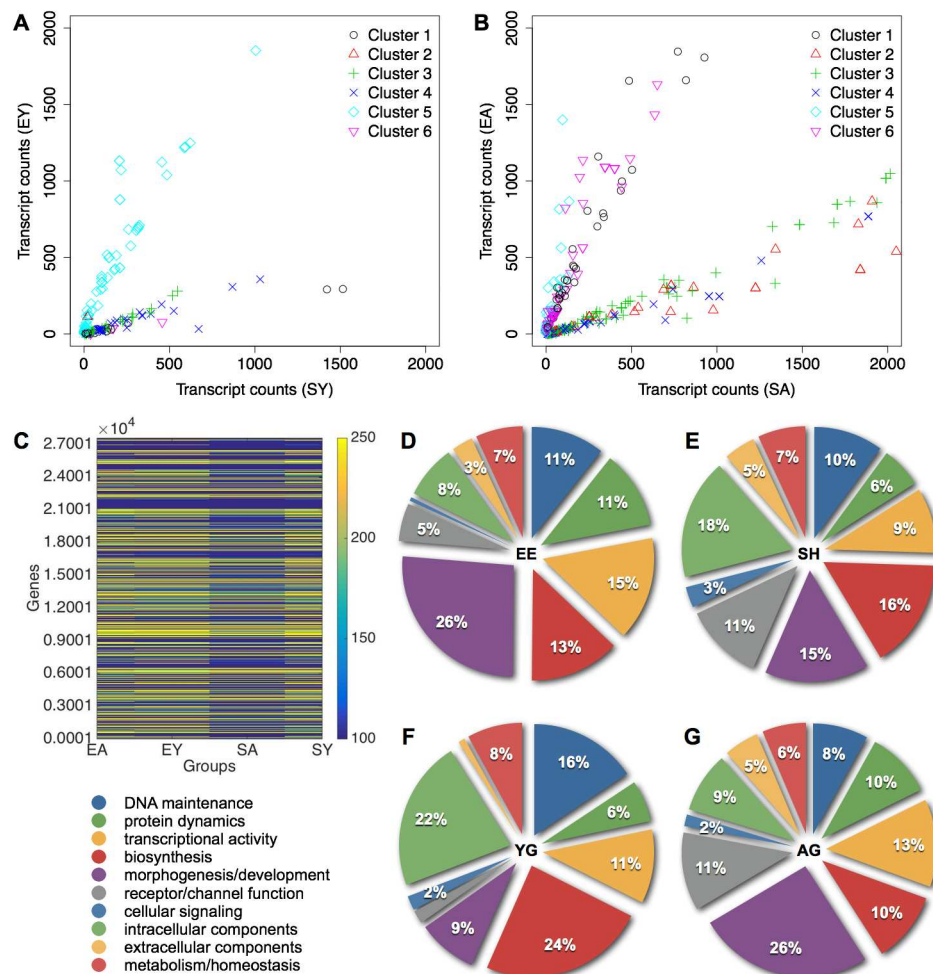 A
2000
1500
1000
500
0
Transcript counts (EY)
Cluster 1
Cluster 2
Cluster 3
Cluster 4
Cluster 5
Cluster 6
0 500 1000 1500 2000
Transcript counts (SY)
B
2000
1500
1000
500
0
Transcript counts (EA)
Cluster 1
Cluster 2
Cluster 3
Cluster 4
Cluster 5
Cluster 6
0 500 1000 1500 2000
Transcript counts (SA)
C
×10⁴
2.7001
2.4001
2.1001
1.8001
1.5001
1.2001
0.9001
0.6001
0.3001
0.0001
Genes
EA EY SA SY
Groups
250
200
150
100
D
EE
11%
11%
15%
13%
26%
5%
8%
3%
7%
E
SH
10%
6%
9%
16%
15%
11%
3%
18%
5%
7%
F
YG
16%
6%
11%
24%
9%
2%
22%
8%
G
AG
8%
10%
13%
10%
26%
11%
2%
9%
5%
6%
DNA maintenance
protein dynamics
transcriptional activity
biosynthesis
morphogenesis/development
receptor/channel function
cellular signaling
intracellular components
extracellular components
metabolism/homeostasis